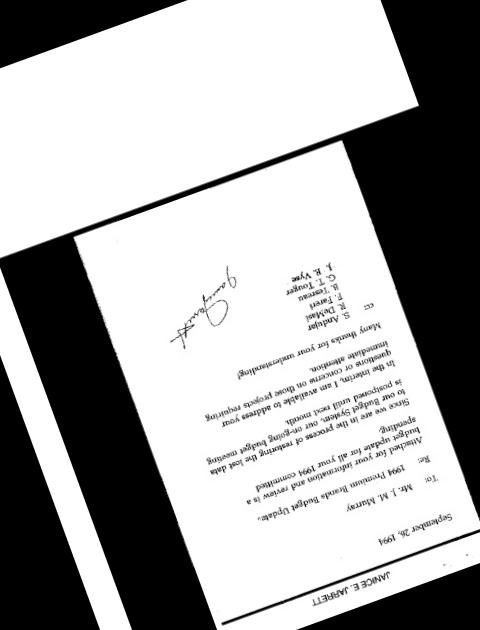 JANICE E. JARRETT
September 26, 1994
To: Mr. J. M. Murray
Re: 1994 Premium Brands Budget Update.
Attached for your information and review is a
budget update for all your 1994 committed
spending.
Since we are in the process of restoring the lost data
to our Budget System, our on-going budget meeting
is postponed until next month.
In the interim, I am available to address your
questions or concerns on those projects requiring
immediate attention.
Many thanks for your understanding!
cc: S. Andujar
R. DeMasi
F. Fareri
B. Teareau
G. T. Touger
J. R. Vyse